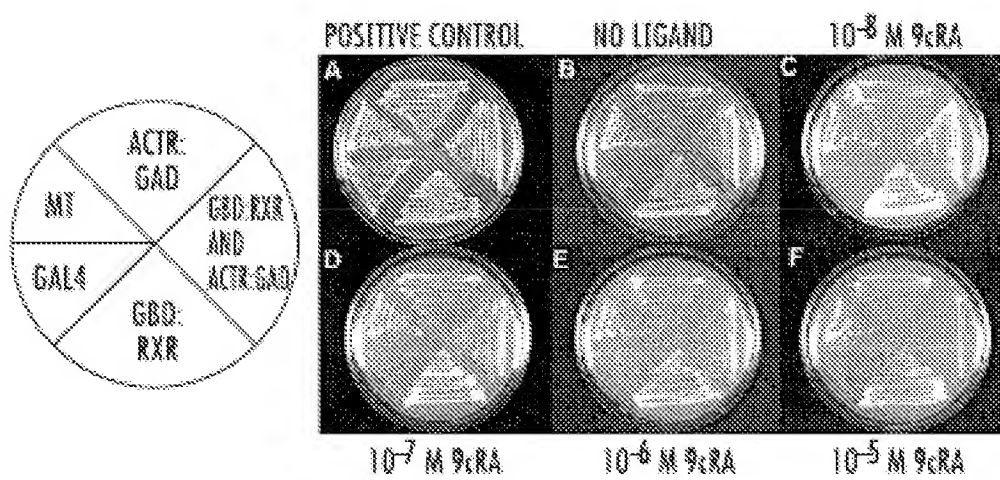 POSITIVE CONTROL
NO LIGAND
10-8 M 9cRA
A
B
C
D
E
F
ACTR:
GAD
MT
GBD:RXR
AND
ACTR:GAD
GAL4
GBD:
RXR
10-7 M 9cRA
10-6 M 9cRA
10-5 M 9cRA